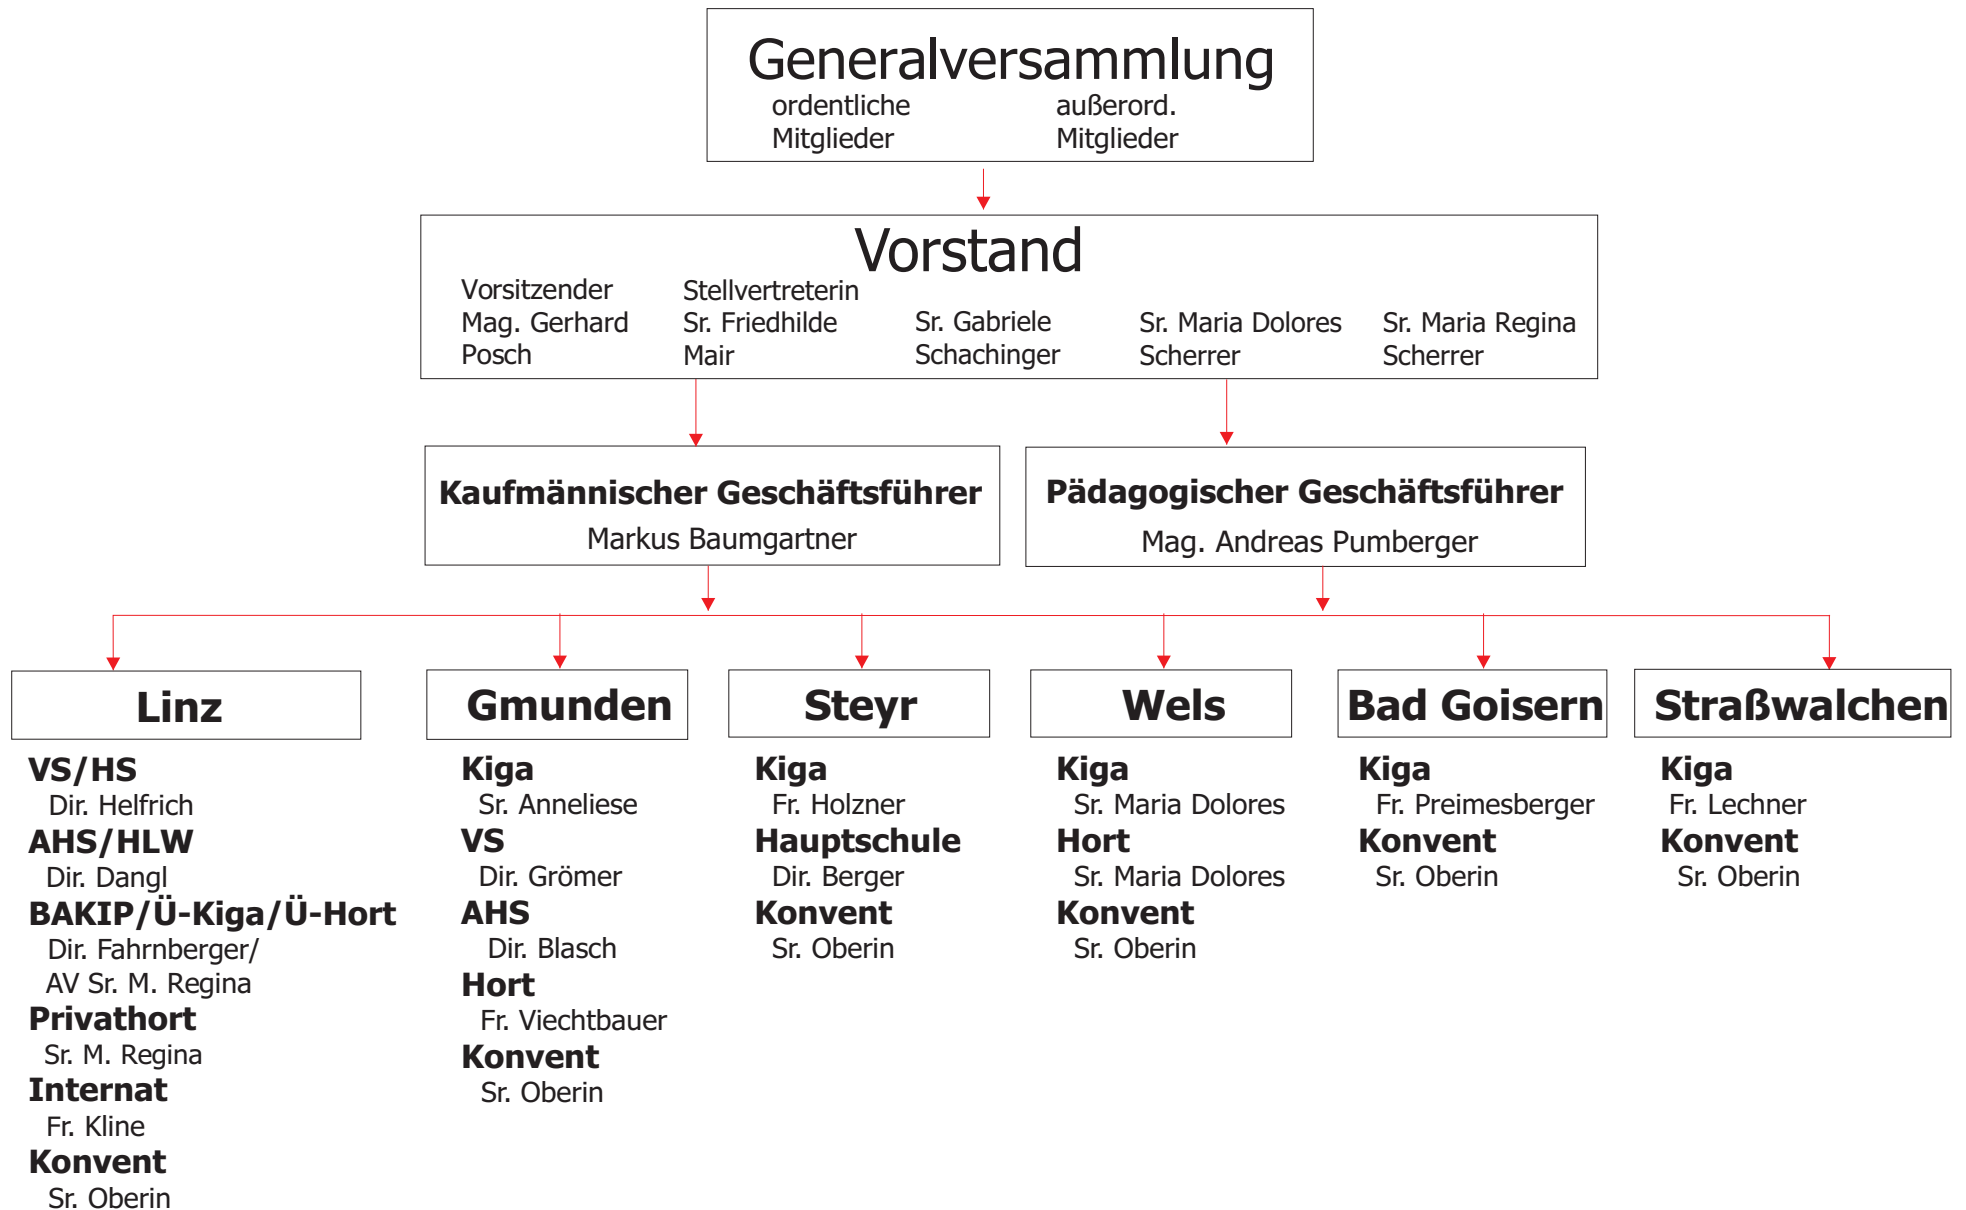 Generalversammlung
ordentliche
Mitglieder
außerord.
Mitglieder
Vorstand
Vorsitzender
Mag. Gerhard
Posch
Stellvertreterin
Sr. Friedhilde
Mair
Sr. Gabriele
Schachinger
Sr. Maria Dolores
Scherrer
Sr. Maria Regina
Scherrer
Kaufmännischer Geschäftsführer
Markus Baumgartner
Pädagogischer Geschäftsführer
Mag. Andreas Pumberger
Linz
VS/HS
Dir. Helfrich
AHS/HLW
Dir. Dangl
BAKIP/Ü-Kiga/Ü-Hort
Dir. Fahrnberger/
AV Sr. M. Regina
Privathort
Sr. M. Regina
Internat
Fr. Kline
Konvent
Sr. Oberin
Gmunden
Kiga
Sr. Anneliese
VS
Dir. Grömer
AHS
Dir. Blasch
Hort
Fr. Viechtbauer
Konvent
Sr. Oberin
Steyr
Kiga
Fr. Holzner
Hauptschule
Dir. Berger
Konvent
Sr. Oberin
Wels
Kiga
Sr. Maria Dolores
Hort
Sr. Maria Dolores
Konvent
Sr. Oberin
Bad Goisern
Kiga
Fr. Preimesberger
Konvent
Sr. Oberin
Straßwalchen
Kiga
Fr. Lechner
Konvent
Sr. Oberin